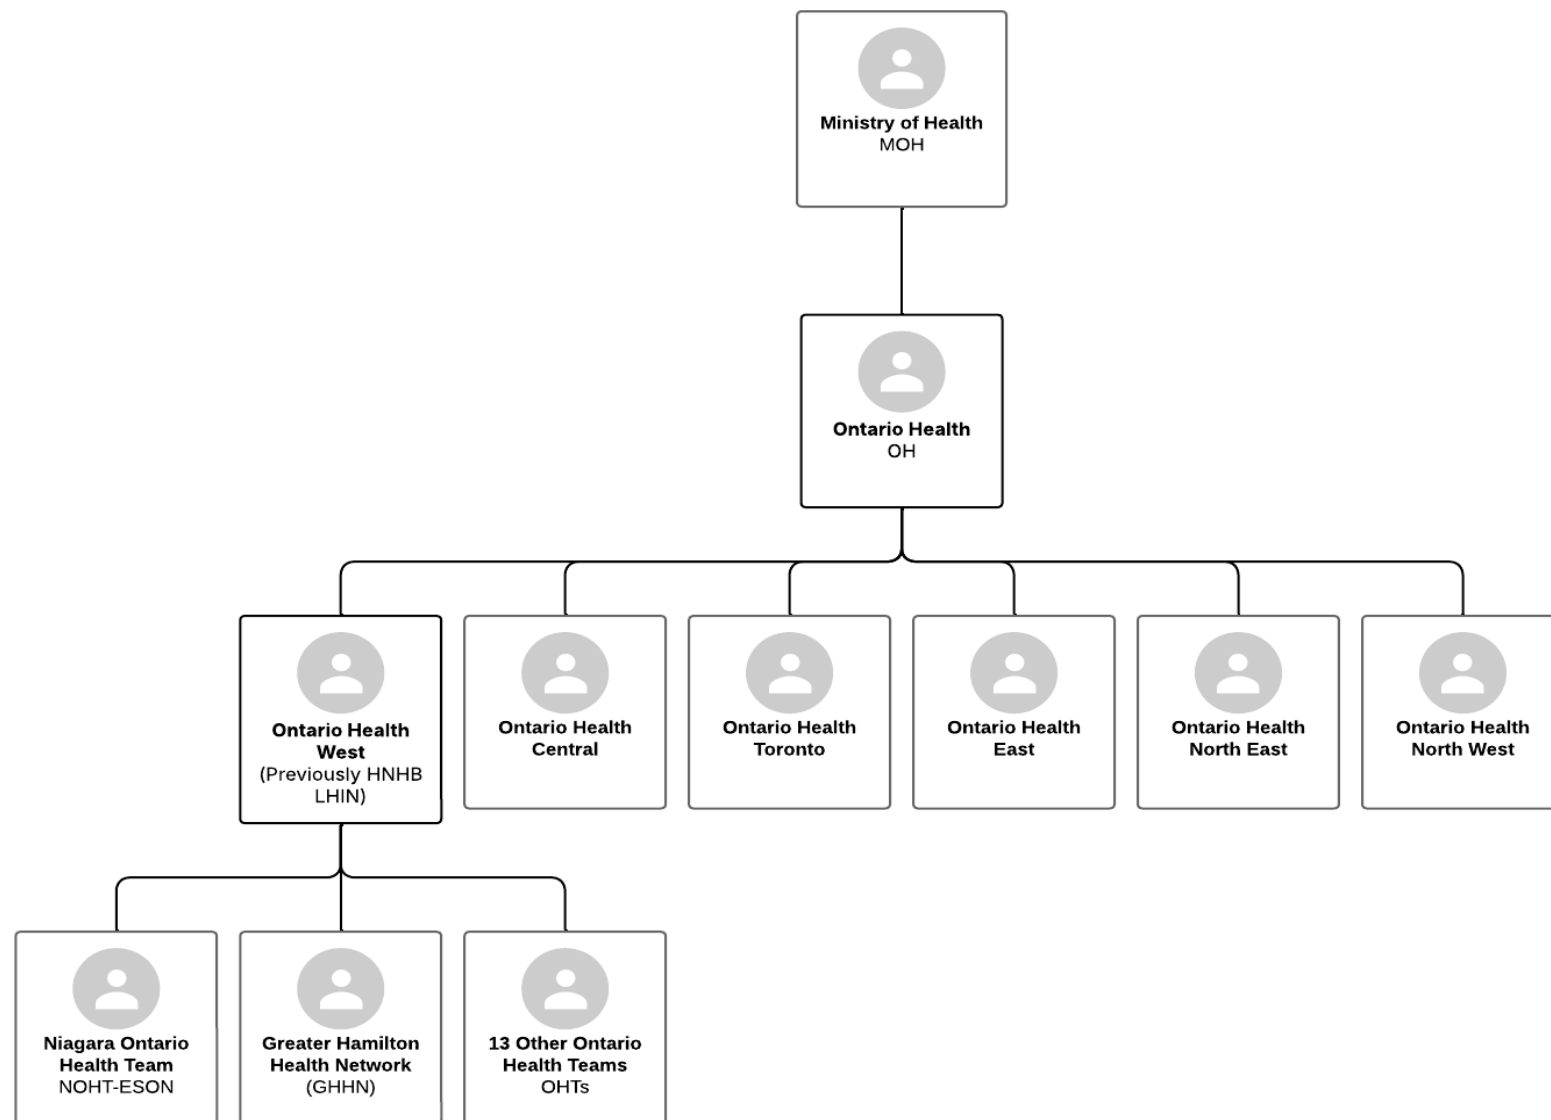 Ministry of Health
MOH
Ontario Health
OH
Ontario Health
West
(Previously HNHB
LHIN)
Ontario Health
Central
Ontario Health
Toronto
Ontario Health
East
Ontario Health
North East
Ontario Health
North West
Niagara Ontario
Health Team
NOHT-ESON
Greater Hamilton
Health Network
(GHHN)
13 Other Ontario
Health Teams
OHTs